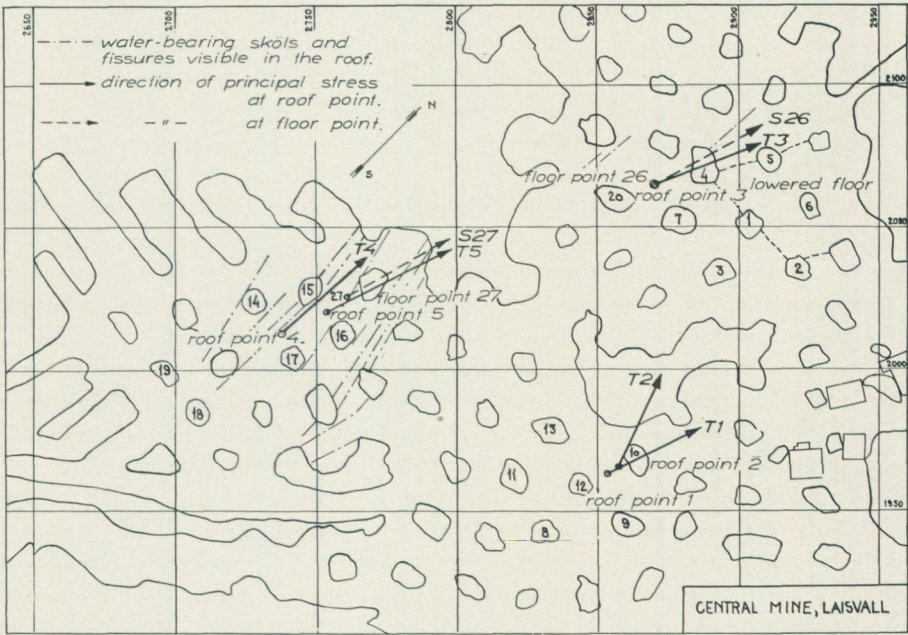 2650
2700
2750
2800
2850
2900
2950
water-bearing sköls and
fissures visible in the roof.
direction of principal stress
at roof point.
— " — at floor point.
N
S
2100
2050
2000
1950
S26
T3
4
5
floor point 26
roof point 3
lowered floor
20
7
1
6
3
2
T4
S27
T5
14
15
27
floor point 27
roof point 5
roof point 4
16
17
19
18
T2
T1
13
10
roof point 2
11
12
roof point 1
8
9
CENTRAL MINE, LAISVALL